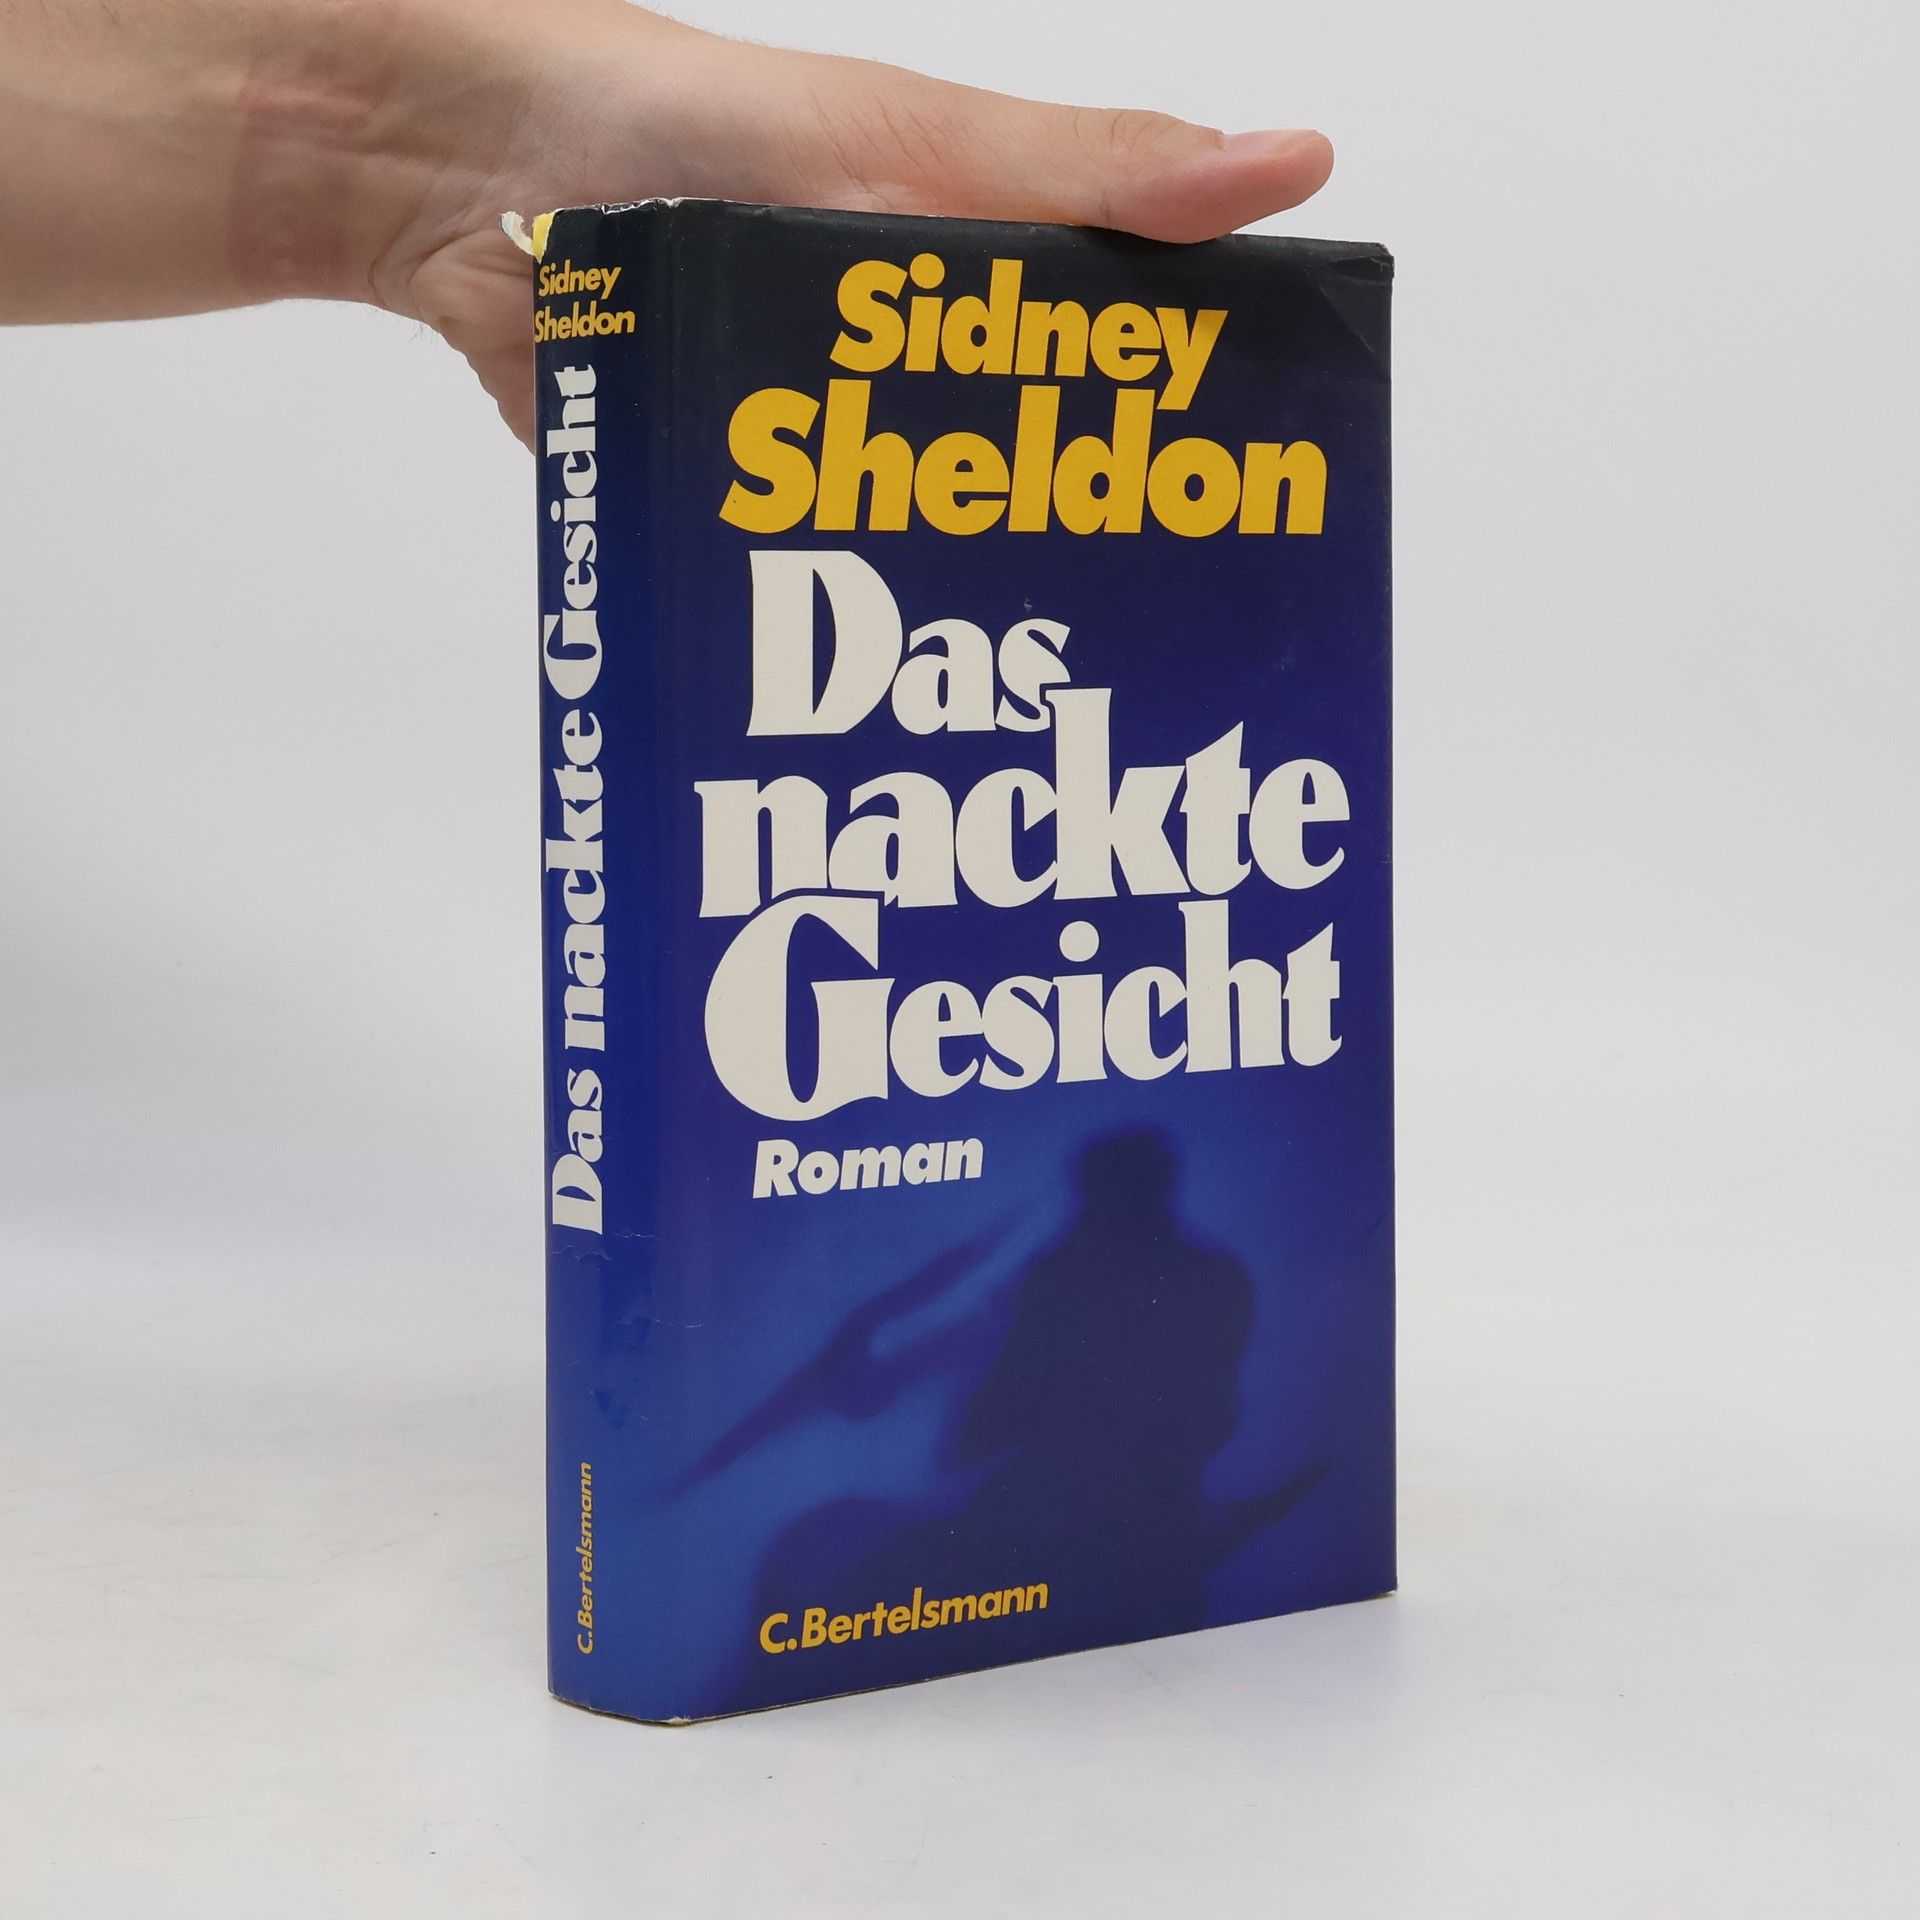 Sidney
Sheldon
Das nackte Gesicht
C.Bertelsmann
Sidney
Sheldon
Das
nackte
Gesicht
Roman
C.Bertelsmann